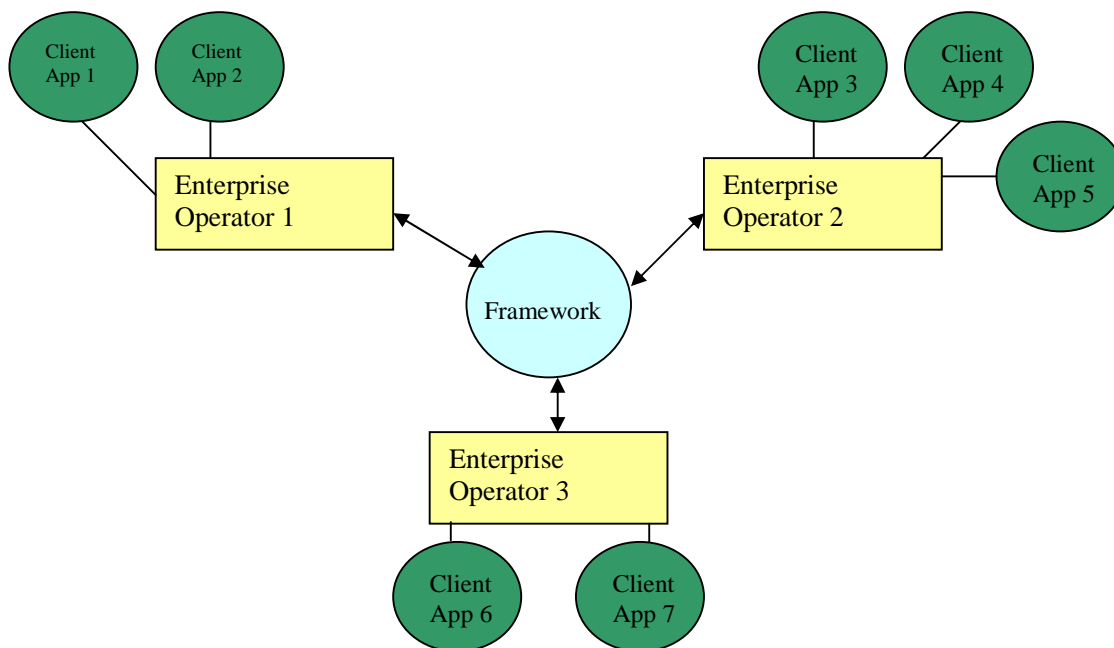 Client
App 1
Client
App 2
Client
App 3
Client
App 4
Client
App 5
Enterprise
Operator 1
Enterprise
Operator 2
Framework
Enterprise
Operator 3
Client
App 6
Client
App 7